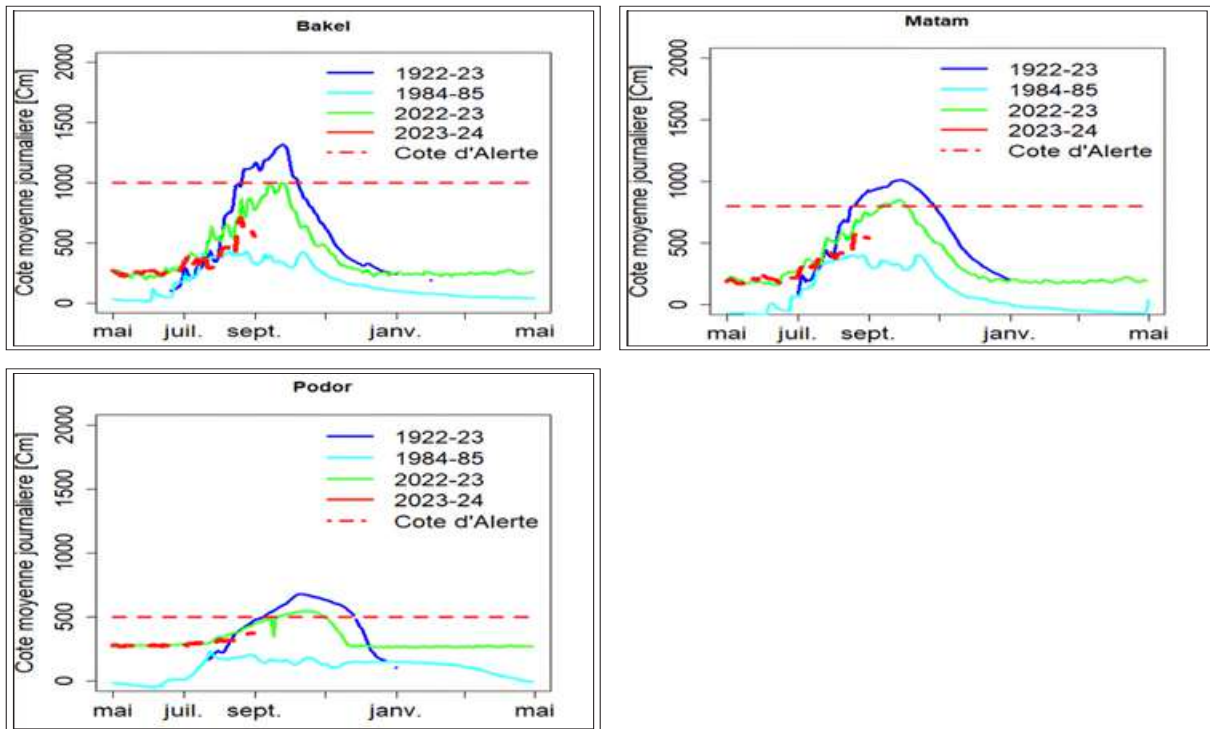 Bakel
Cote moyenne journaliere [Cm]
2000
1500
1000
500
0
1922-23
1984-85
2022-23
2023-24
Cote d'Alerte
mai juil. sept. janv. mai
Matam
Cote moyenne journaliere [Cm]
2000
1500
1000
500
0
1922-23
1984-85
2022-23
2023-24
Cote d'Alerte
mai juil. sept. janv. mai
Podor
Cote moyenne journaliere [Cm]
2000
1500
1000
500
0
1922-23
1984-85
2022-23
2023-24
Cote d'Alerte
mai juil. sept. janv. mai